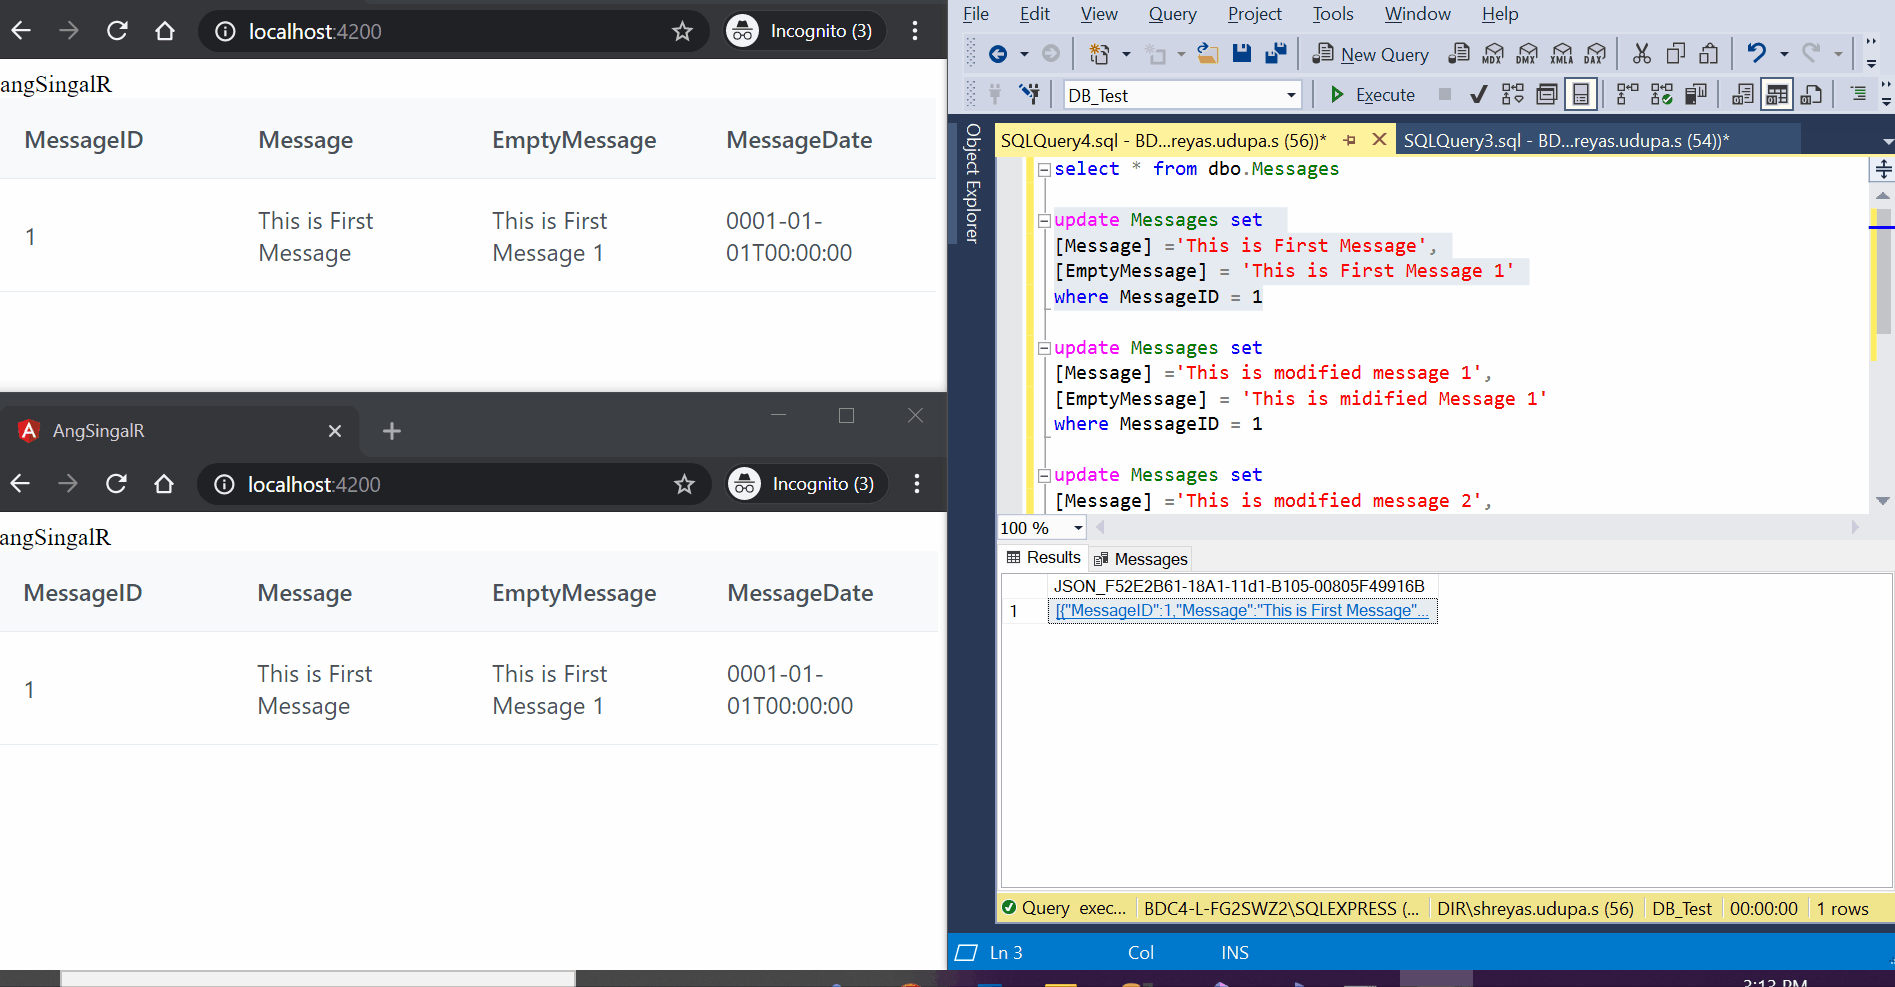 localhost:4200
Incognito (3)
angSingalR
MessageID Message EmptyMessage MessageDate
1 This is First Message This is First Message 1 0001-01-01T00:00:00
AngSingalR
localhost:4200
Incognito (3)
angSingalR
MessageID Message EmptyMessage MessageDate
1 This is First Message This is First Message 1 0001-01-01T00:00:00
File Edit View Query Project Tools Window Help
New Query MDX DMX XMLA DAX
DB_Test Execute
Object Explorer
SQLQuery4.sql - BD...reyas.udupa.s (56))* SQLQuery3.sql - BD...reyas.udupa.s (54))*
select * from dbo.Messages
update Messages set
[Message] ='This is First Message',
[EmptyMessage] = 'This is First Message 1'
where MessageID = 1
update Messages set
[Message] ='This is modified message 1',
[EmptyMessage] = 'This is midified Message 1'
where MessageID = 1
update Messages set
[Message] ='This is modified message 2',
100 %
Results Messages
JSON_F52E2B61-18A1-11d1-B105-00805F49916B
1 [{"MessageID":1,"Message":"This is First Message"...
Query exec... BDC4-L-FG2SWZ2\SQLEXPRESS (... DIR\shreyas.udupa.s (56) DB_Test 00:00:00 1 rows
Ln 3 Col INS
3:13 PM